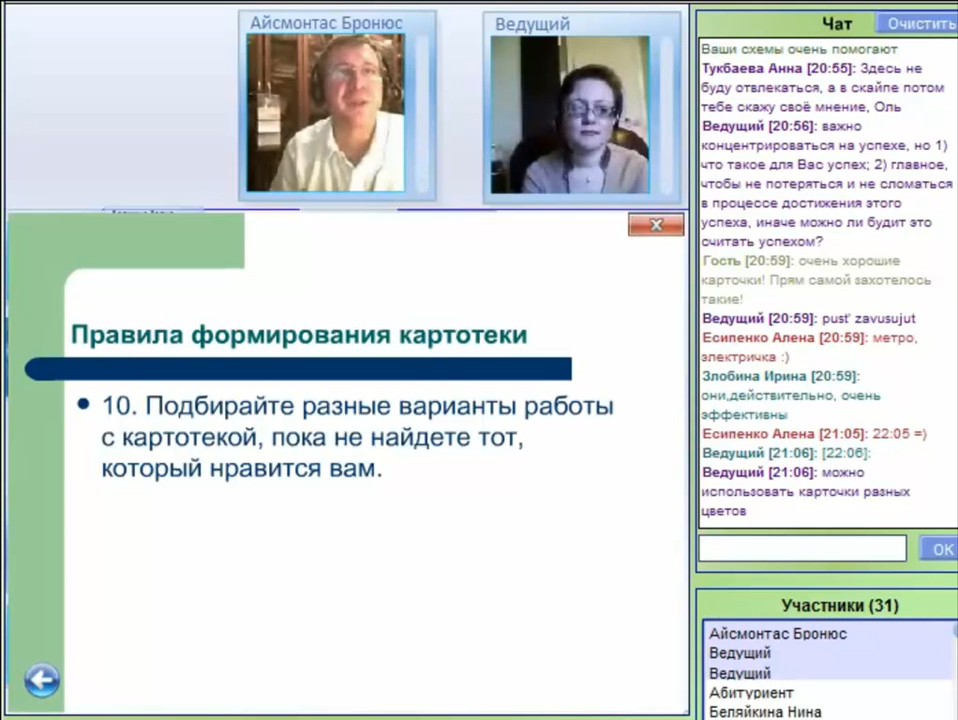 Айсмонтас Бронюс
Ведущий
Правила формирования картотеки
10. Подбирайте разные варианты работы
с картотекой, пока не найдете тот,
который нравится вам.
Чат
Очистить
Ваши схемы очень помогают
Тукбаева Анна [20:55]: Здесь не
буду отвлекаться, а в скайпе потом
тебе скажу своё мнение, Оль
Ведущий [20:56]: важно
концентрироваться на успехе, но 1)
что такое для Вас успех; 2) главное,
чтобы не потеряться и не сломаться
в процессе достижения этого
успеха, иначе можно ли будит это
считать успехом?
Гость [20:59]: очень хорошие
карточки! Прям самой захотелось
такие!
Ведущий [20:59]: pust' zavusujut
Есипенко Алена [20:59]: метро,
электричка :)
Злобина Ирина [20:59]:
они,действительно, очень
эффективны
Есипенко Алена [21:05]: 22:05 =)
Ведущий [21:06]: [22:06]:
Ведущий [21:06]: можно
использовать карточки разных
цветов
OK
Участники (31)
Айсмонтас Бронюс
Ведущий
Ведущий
Абитуриент
Беляйкина Нина